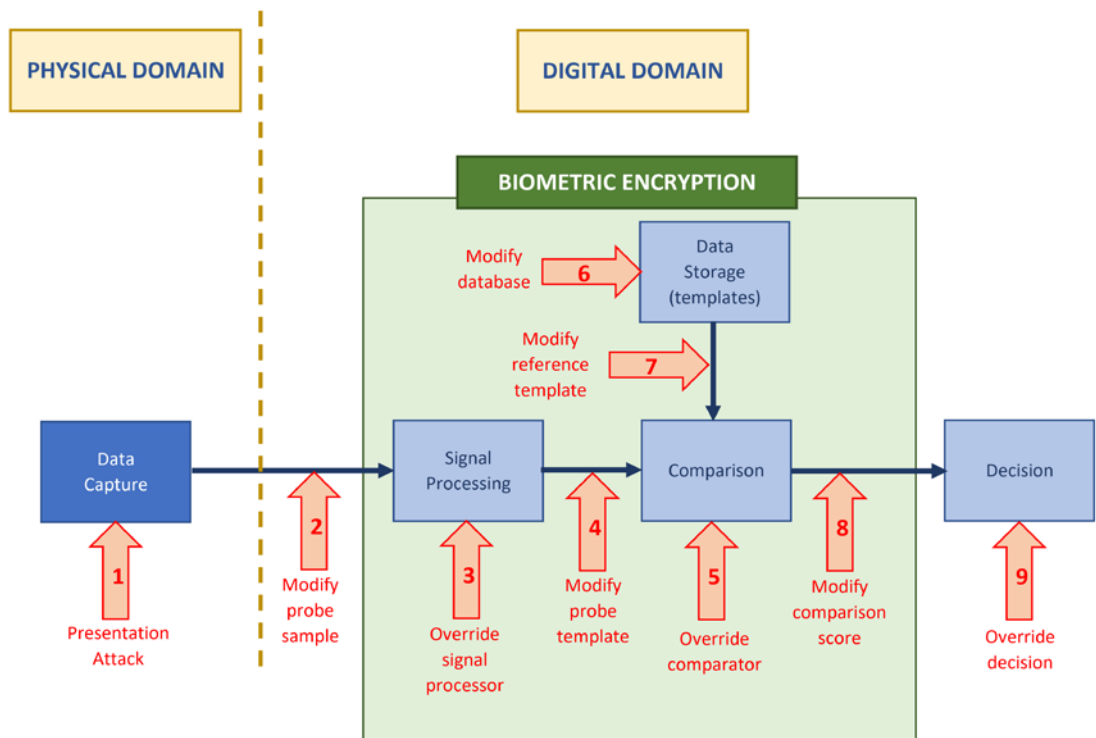 PHYSICAL DOMAIN
DIGITAL DOMAIN
BIOMETRIC ENCRYPTION
Modify
database
6
Data
Storage
(templates)
Modify
reference
template
7
Data
Capture
Signal
Processing
Comparison
Decision
1
Presentation
Attack
2
Modify
probe
sample
3
Override
signal
processor
4
Modify
probe
template
5
Override
comparator
8
Modify
comparison
score
9
Override
decision